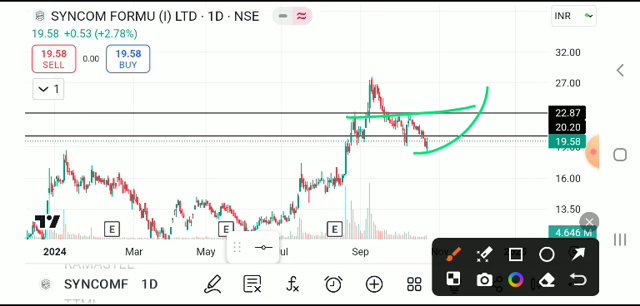 SYNCOM FORMU (I) LTD · 1D · NSE
INR
19.58 +0.53 (+2.78%)
19.58 SELL 0.00 19.58 BUY
32.00
27.00
1
22.87
20.20
19.58
16.00
13.50
E E E
4.646 M
2024 Mar May Jul Sep Nov
SYNCOMF 1D